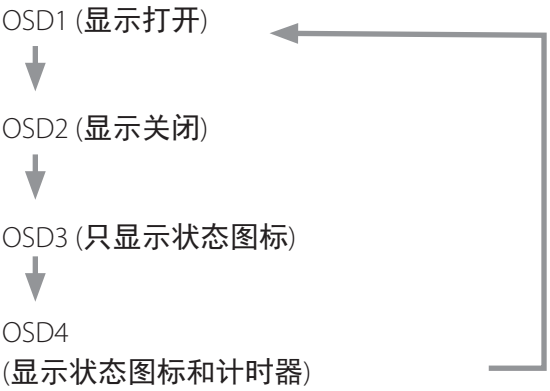 OSD1 (显示打开)
OSD2 (显示关闭)
OSD3 (只显示状态图标)
OSD4
(显示状态图标和计时器)